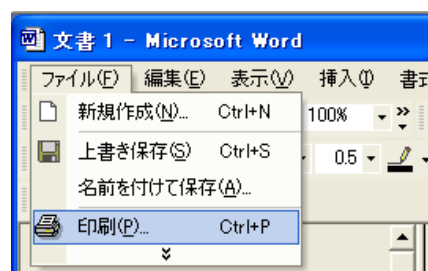 文書 1 - Microsoft Word
ファイル(F) 編集(E) 表示(V) 挿入(I) 書式
新規作成(N)... Ctrl+N 100%
上書き保存(S) Ctrl+S 0.5
名前を付けて保存(A)...
印刷(P)... Ctrl+P